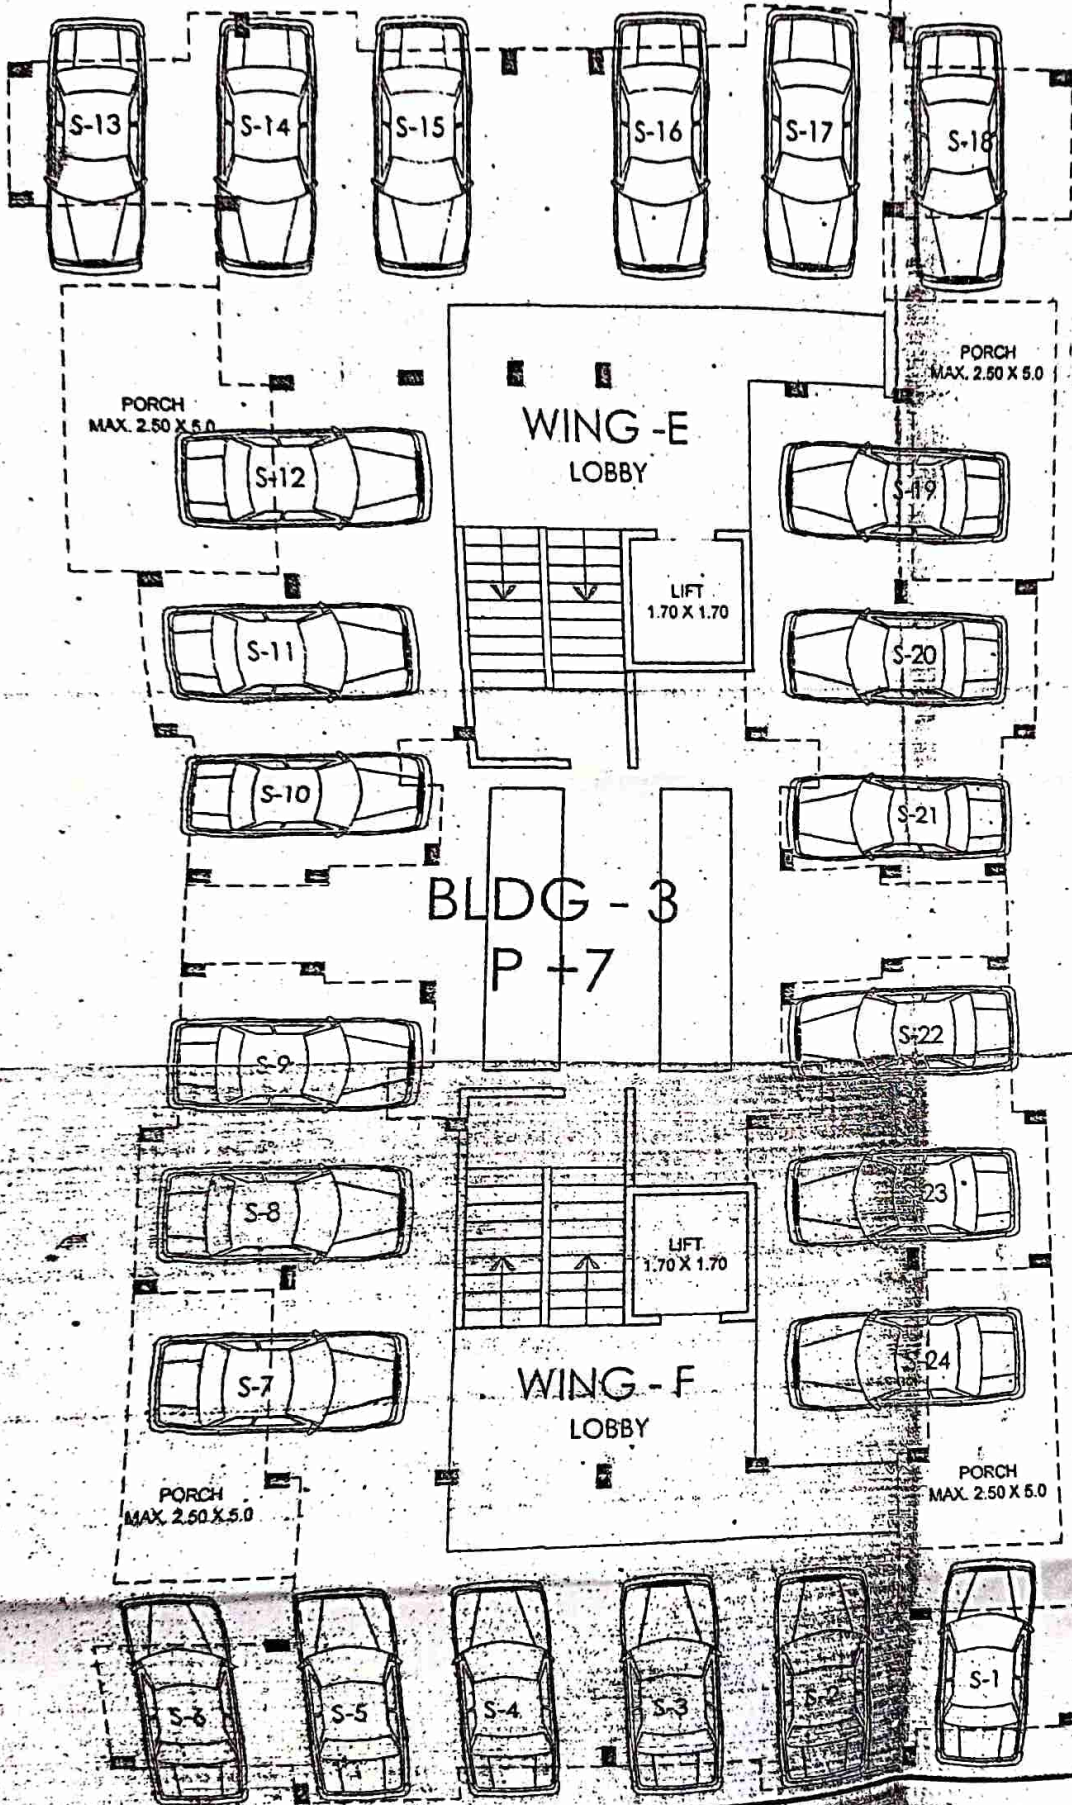 S-13
S-14
S-15
S-16
S-17
S-18
PORCH
MAX. 2.50 X 5.0
PORCH
MAX. 2.50 X 5.0
WING -E
LOBBY
S-12
S-19
LIFT
1.70 X 1.70
S-11
S-20
S-10
S-21
BLDG - 3
P +7
S-9
S-22
S-8
23
LIFT
1.70 X 1.70
S-7
S-24
WING - F
LOBBY
PORCH
MAX. 2.50 X 5.0
PORCH
MAX. 2.50 X 5.0
S-6
S-5
S-4
S-3
S-2
S-1